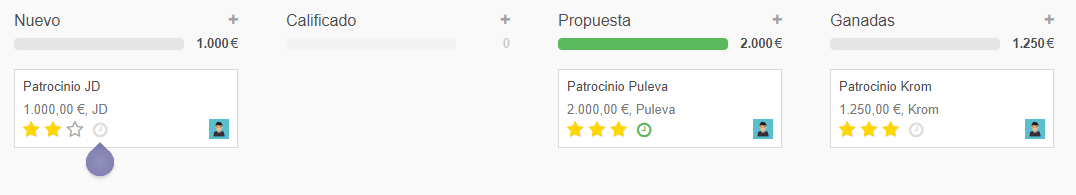 Nuevo +
1.000 €
Patrocinio JD
1.000,00 €, JD
Calificado +
0
Propuesta +
2.000 €
Patrocinio Puleva
2.000,00 €, Puleva
Ganadas +
1.250 €
Patrocinio Krom
1.250,00 €, Krom